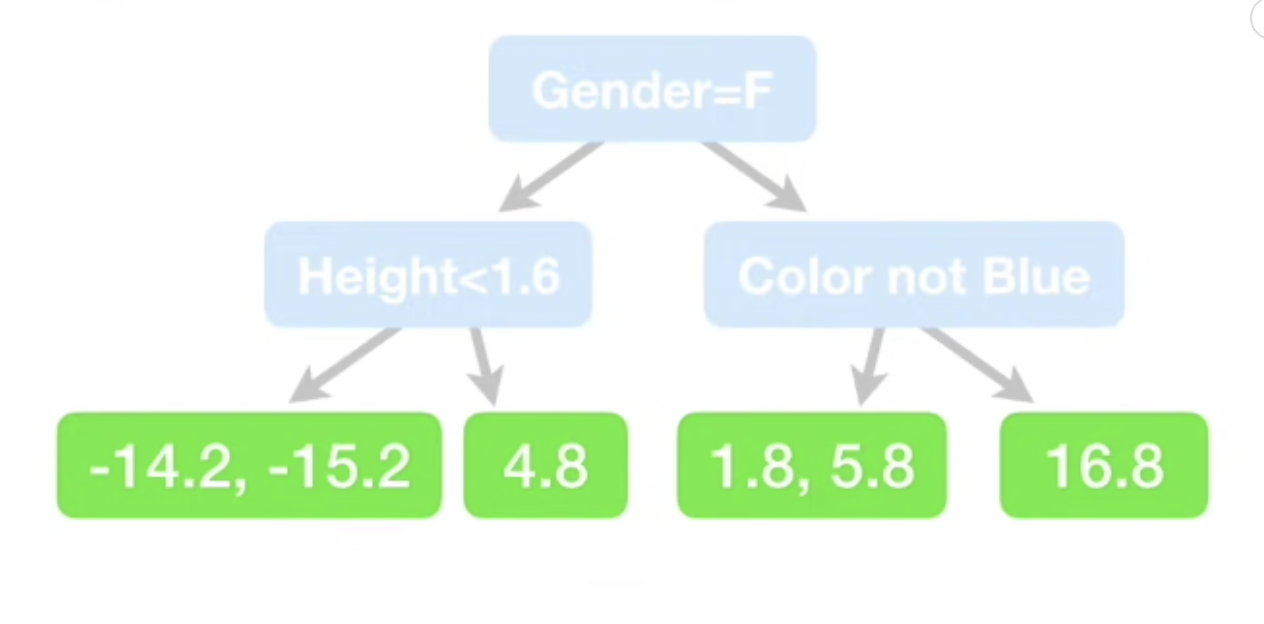 Gender=F
Height<1.6
Color not Blue
-14.2, -15.2
4.8
1.8, 5.8
16.8